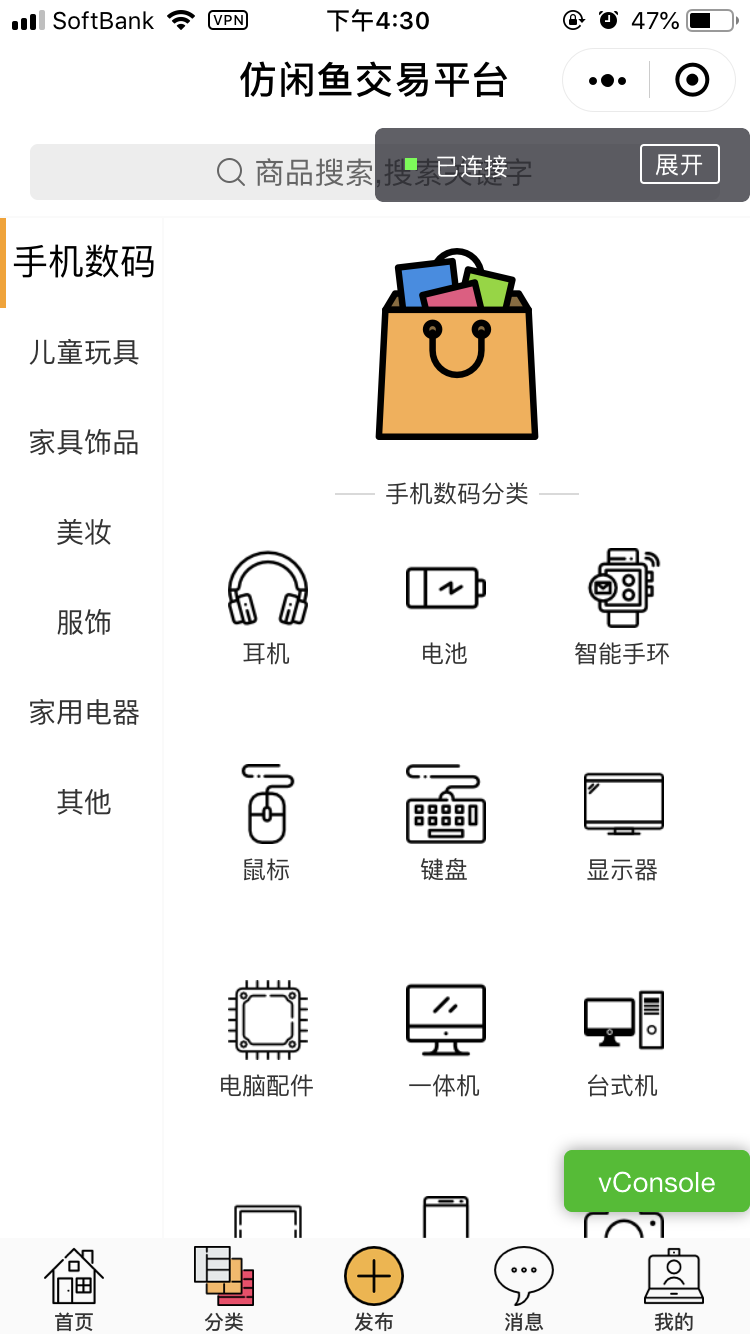 SoftBank VPN 下午4:30 47%
仿闲鱼交易平台
商品搜索,搜索关键字
已连接 展开
手机数码
儿童玩具
家具饰品
美妆
服饰
家用电器
其他
手机数码分类
耳机 电池 智能手环
鼠标 键盘 显示器
电脑配件 一体机 台式机
vConsole
首页 分类 发布 消息 我的